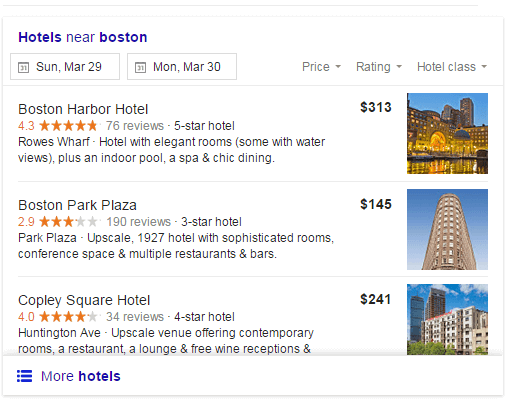 Hotels near boston
Sun, Mar 29 Mon, Mar 30 Price Rating Hotel class
Boston Harbor Hotel $313
4.3 76 reviews · 5-star hotel
Rowes Wharf · Hotel with elegant rooms (some with water
views), plus an indoor pool, a spa & chic dining.
Boston Park Plaza $145
2.9 190 reviews · 3-star hotel
Park Plaza · Upscale, 1927 hotel with sophisticated rooms,
conference space & multiple restaurants & bars.
Copley Square Hotel $241
4.0 34 reviews · 4-star hotel
Huntington Ave · Upscale venue offering contemporary
rooms, a restaurant, a lounge & free wine receptions &
More hotels